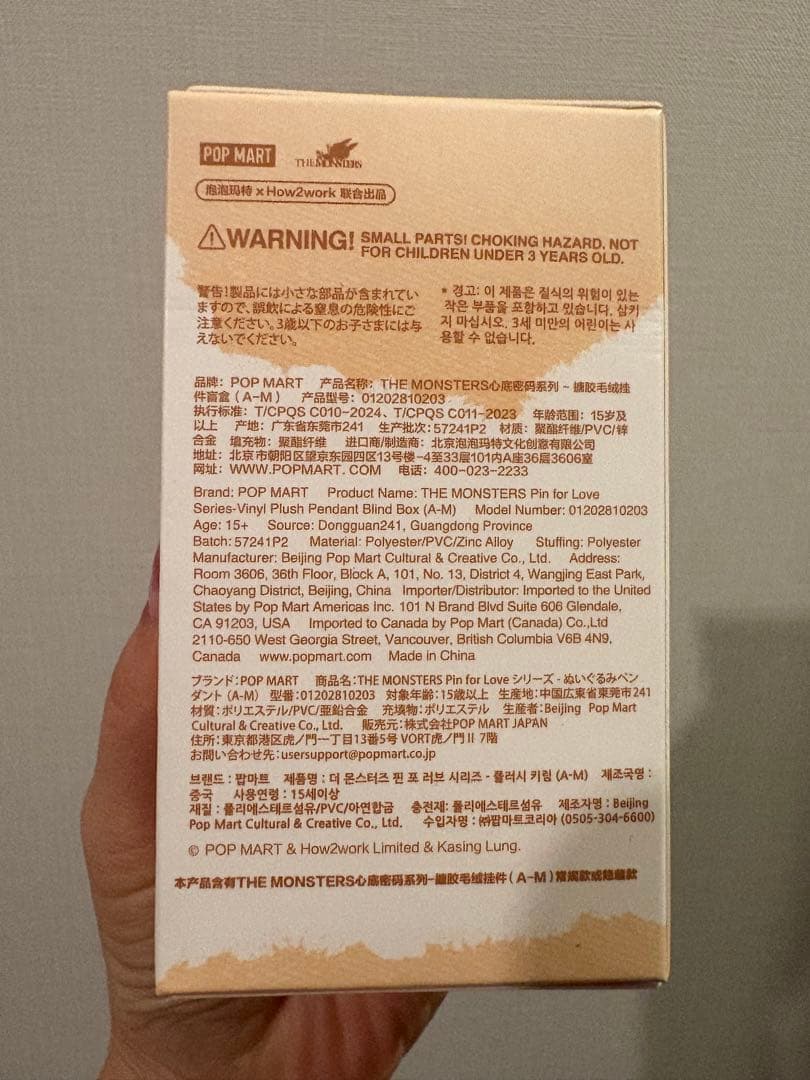 POP MART THE MONSTERS
泡泡玛特 × How2work 联合出品
WARNING! SMALL PARTS! CHOKING HAZARD. NOT
FOR CHILDREN UNDER 3 YEARS OLD.
警告!製品には小さな部品が含まれてい
ますので、誤飲による窒息の危険性にご
注意ください。3歳以下のお子さまには与
えないでください。
* 경고: 이 제품은 질식의 위험이 있는
작은 부품을 포함하고 있습니다. 삼키
지 마십시오. 3세 미만의 어린이는 사
용할 수 없습니다.
品牌: POP MART 产品名称: THE MONSTERS心底密码系列 ~ 搪胶毛绒挂
件盲盒 (A-M) 产品型号: 01202810203
执行标准: T/CPQS C010-2024、T/CPQS C011-2023 年龄范围: 15岁及
以上 产地: 广东省东莞市241 生产批次: 57241P2 材质: 聚酯纤维/PVC/锌
合金 填充物: 聚酯纤维 进口商/制造商: 北京泡泡玛特文化创意有限公司
地址: 北京市朝阳区望京东园四区13号楼-4至33层101内A座36层3606室
网址: WWW.POPMART.COM 电话: 400-023-2233
Brand: POP MART Product Name: THE MONSTERS Pin for Love
Series-Vinyl Plush Pendant Blind Box (A-M) Model Number: 01202810203
Age: 15+ Source: Dongguan241, Guangdong Province
Batch: 57241P2 Material: Polyester/PVC/Zinc Alloy Stuffing: Polyester
Manufacturer: Beijing Pop Mart Cultural & Creative Co., Ltd. Address:
Room 3606, 36th Floor, Block A, 101, No. 13, District 4, Wangjing East Park,
Chaoyang District, Beijing, China Importer/Distributor: Imported to the United
States by Pop Mart Americas Inc. 101 N Brand Blvd Suite 606 Glendale,
CA 91203, USA Imported to Canada by Pop Mart (Canada) Co.,Ltd
2110-650 West Georgia Street, Vancouver, British Columbia V6B 4N9,
Canada www.popmart.com Made in China
ブランド:POP MART 商品名:THE MONSTERS Pin for Love シリーズ - ぬいぐるみペン
ダント (A-M) 型番:01202810203 対象年齢:15歳以上 生産地:中国広東省東莞市241
材質:ポリエステル/PVC/亜鉛合金 充填物:ポリエステル 生産者:Beijing Pop Mart
Cultural & Creative Co., Ltd. 販売元:株式会社POP MART JAPAN
住所:東京都港区虎ノ門一丁目13番5号 VORT虎ノ門Ⅱ 7階
お問い合わせ先:usersupport@popmart.co.jp
브랜드 : 팝마트 제품명 : 더 몬스터즈 핀 포 러브 시리즈 - 플러시 키링 (A-M) 제조국명 :
중국 사용연령 : 15세이상
재질 : 폴리에스테르섬유/PVC/아연합금 충전재: 폴리에스테르섬유 제조자명 : Beijing
Pop Mart Cultural & Creative Co., Ltd. 수입자명 : ㈜팝마트코리아 (0505-304-6600)
© POP MART & How2work Limited & Kasing Lung.
本产品含有THE MONSTERS心底密码系列-搪胶毛绒挂件(A-M)常规款或隐藏款